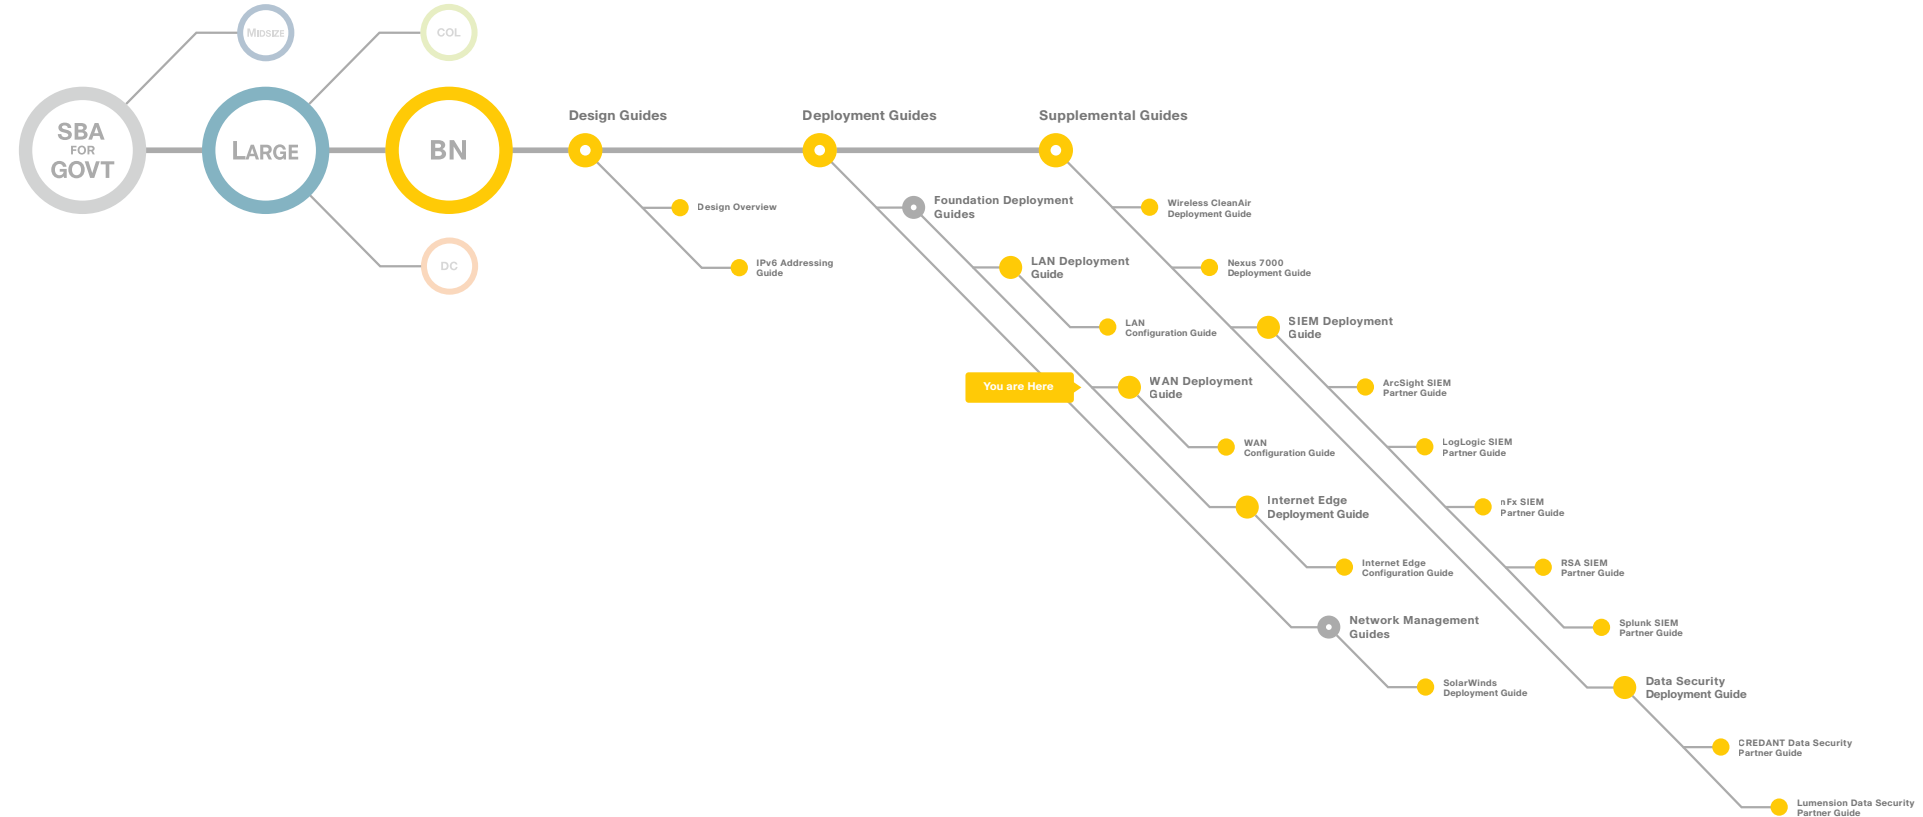 MIDSIZE
COL
SBA
FOR
GOVT
LARGE
BN
DC
Design Guides
Design Overview
IPv6 Addressing
Guide
Deployment Guides
Foundation Deployment
Guides
LAN Deployment
Guide
LAN
Configuration Guide
You are Here
WAN Deployment
Guide
WAN
Configuration Guide
Internet Edge
Deployment Guide
Internet Edge
Configuration Guide
Network Management
Guides
SolarWinds
Deployment Guide
Supplemental Guides
Wireless CleanAir
Deployment Guide
Nexus 7000
Deployment Guide
SIEM Deployment
Guide
ArcSight SIEM
Partner Guide
LogLogic SIEM
Partner Guide
nFx SIEM
Partner Guide
RSA SIEM
Partner Guide
Splunk SIEM
Partner Guide
Data Security
Deployment Guide
CREDANT Data Security
Partner Guide
Lumension Data Security
Partner Guide